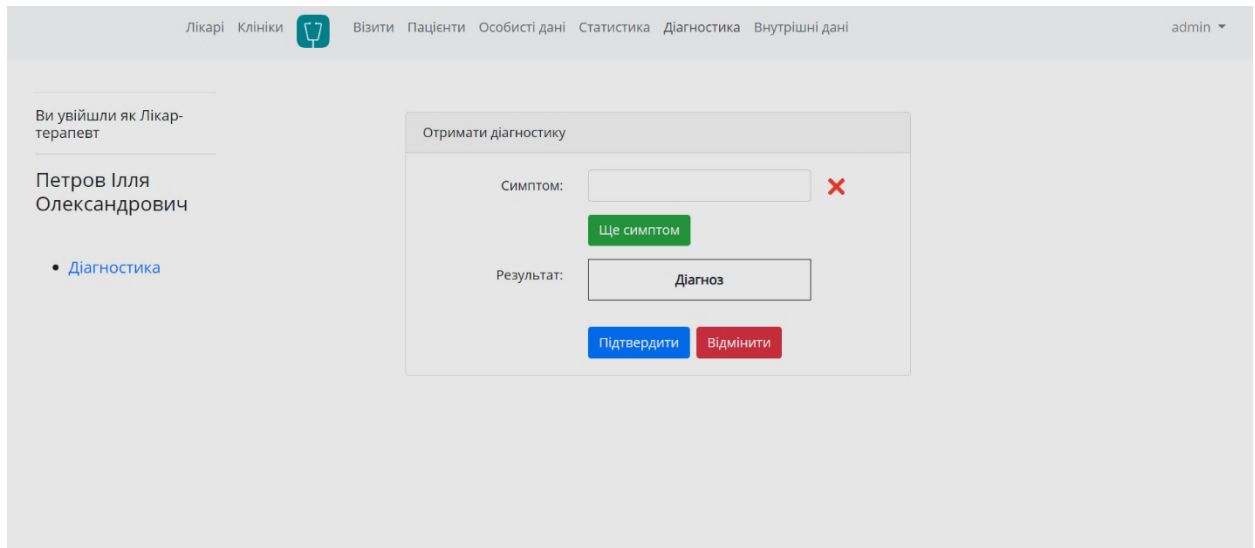 Лікарі Клініки Візити Пацієнти Особисті дані Статистика Діагностика Внутрішні дані admin
Ви увійшли як Лікар-
терапевт
Петров Ілля
Олександрович
Діагностика
Отримати діагностику
Симптом:
Ще симптом
Результат: Діагноз
Підтвердити Відмінити